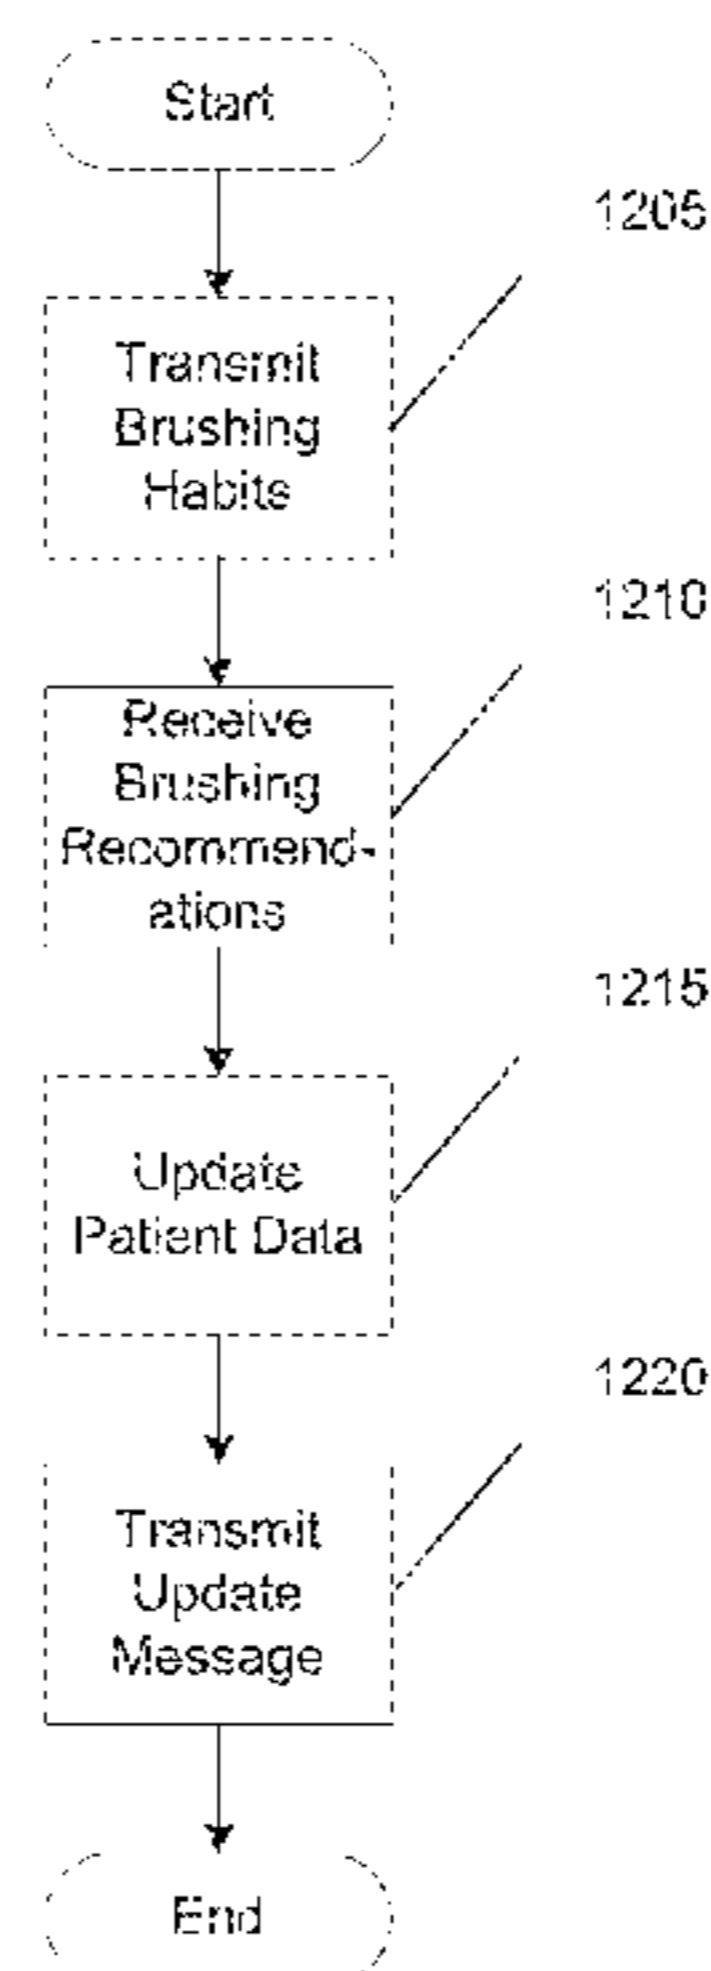 Start
1205
Transmit
Brushing
Habits
1210
Receive
Brushing
Recommend-
ations
1215
Update
Patient Data
1220
Transmit
Update
Message
End